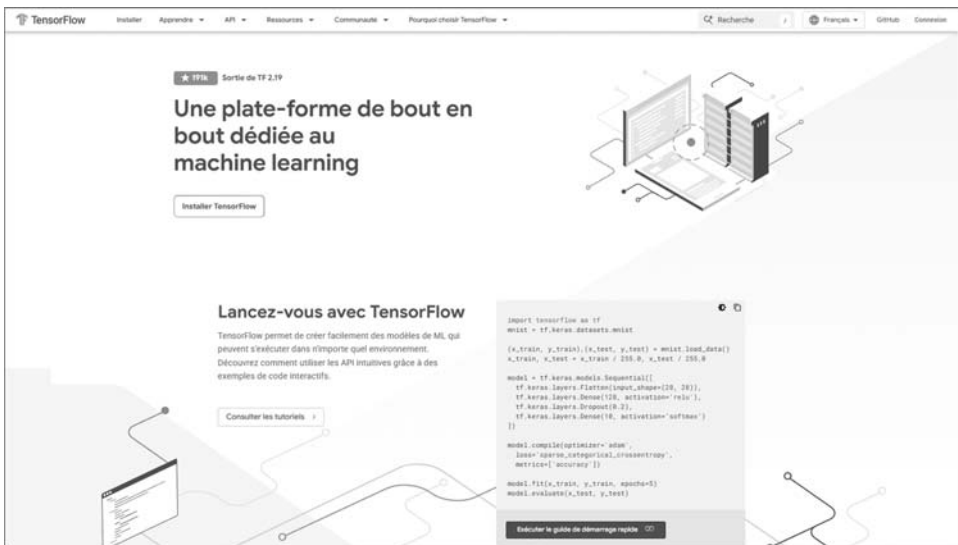 TensorFlow
Installer
Apprendre
API
Ressources
Communauté
Pourquoi choisir TensorFlow
Recherche
/
Français
GitHub
Connexion
★ 191k Sortie de TF 2.19
Une plate-forme de bout en
bout dédiée au
machine learning
Installer TensorFlow
Lancez-vous avec TensorFlow
TensorFlow permet de créer facilement des modèles de ML qui
peuvent s'exécuter dans n'importe quel environnement.
Découvrez comment utiliser les API intuitives grâce à des
exemples de code interactifs.
Consulter les tutoriels
import tensorflow as tf
mnist = tf.keras.datasets.mnist
(x_train, y_train),(x_test, y_test) = mnist.load_data()
x_train, x_test = x_train / 255.0, x_test / 255.0
model = tf.keras.models.Sequential([
tf.keras.layers.Flatten(input_shape=(28, 28)),
tf.keras.layers.Dense(128, activation='relu'),
tf.keras.layers.Dropout(0.2),
tf.keras.layers.Dense(10, activation='softmax')
])
model.compile(optimizer='adam',
loss='sparse_categorical_crossentropy',
metrics=['accuracy'])
model.fit(x_train, y_train, epochs=5)
model.evaluate(x_test, y_test)
Exécuter le guide de démarrage rapide